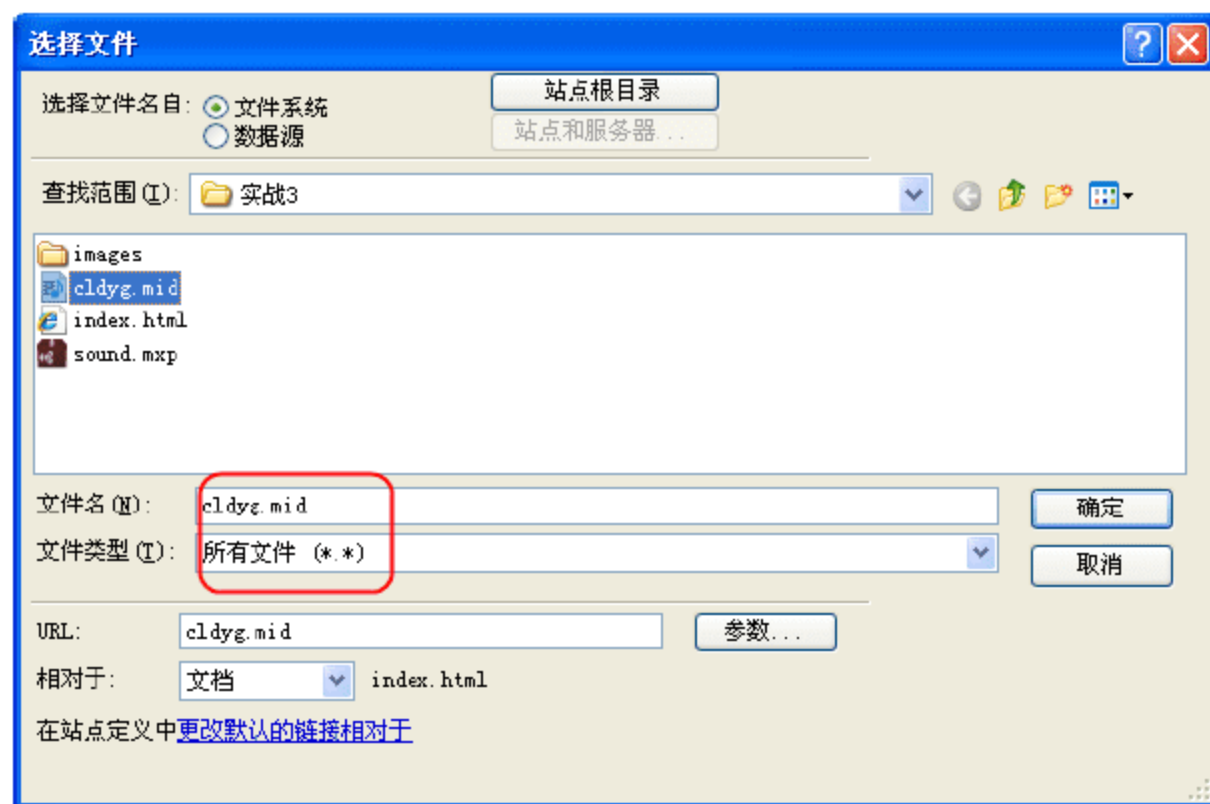 选择文件
选择文件名自: 文件系统
站点根目录
数据源
站点和服务器...
查找范围(I): 实战3
images
cldyg.mid
index.html
sound.mxp
文件名(N): cldyg.mid
确定
文件类型(T): 所有文件 (*.*)
取消
URL: cldyg.mid 参数...
相对于: 文档 index.html
在站点定义中更改默认的链接相对于